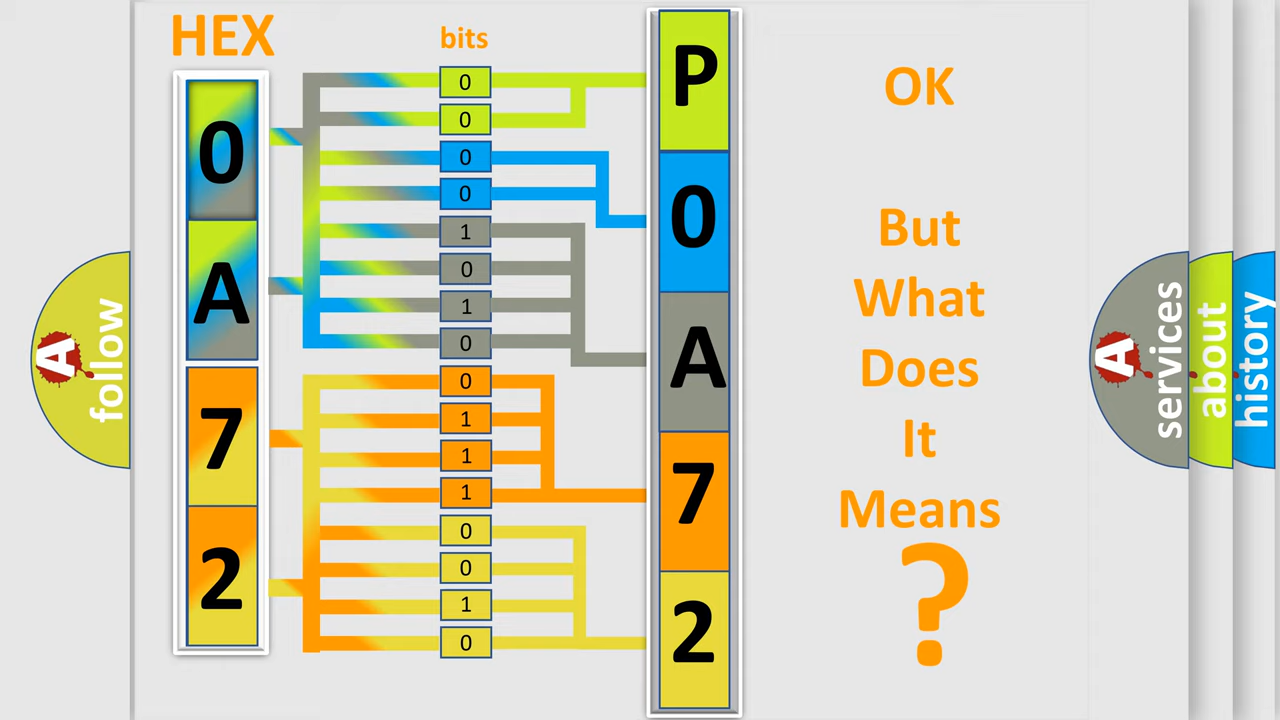 HEX
bits
0
A
7
2
0
0
0
0
1
0
1
0
0
1
1
1
0
0
1
0
P
0
A
7
2
OK
But
What
Does
It
Means
?
A
follow
A
services
about
history